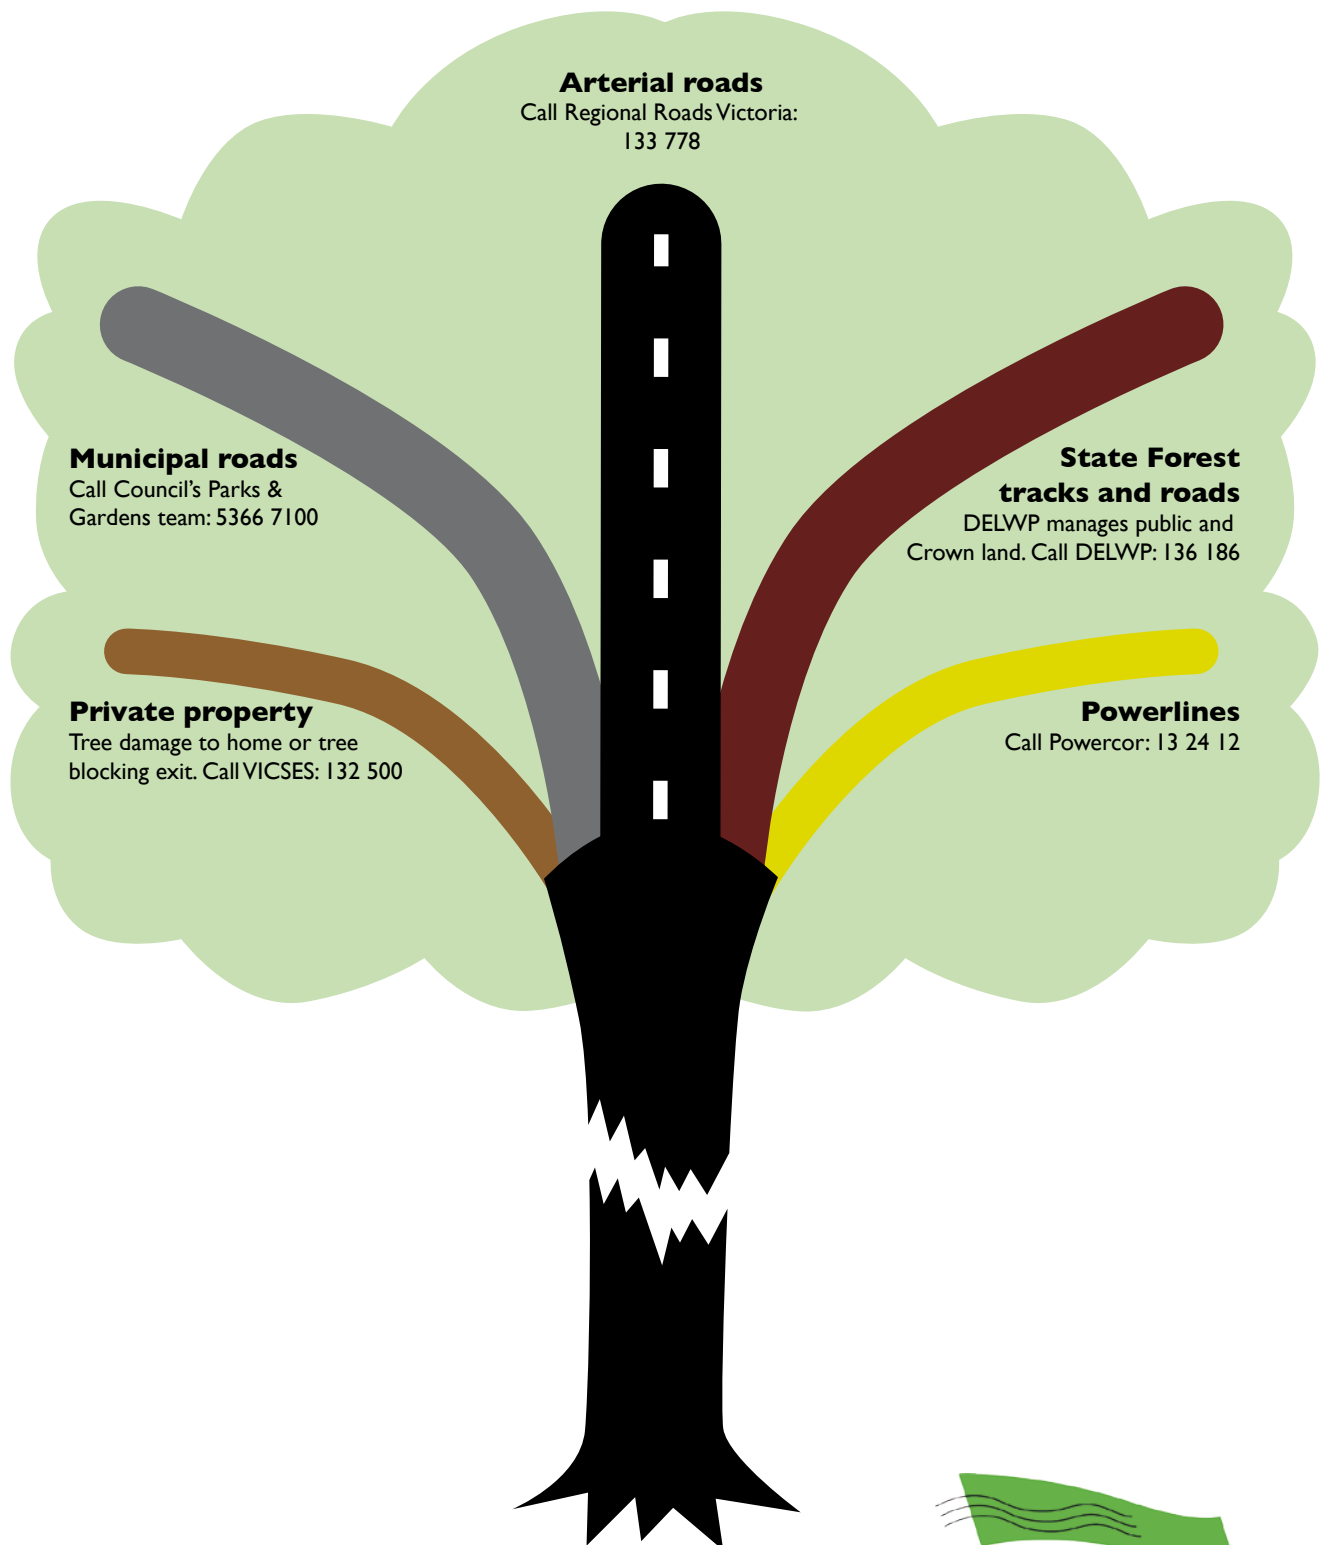 Arterial roads
Call Regional Roads Victoria:
133 778
Municipal roads
Call Council's Parks &
Gardens team: 5366 7100
State Forest
tracks and roads
DELWP manages public and
Crown land. Call DELWP: 136 186
Private property
Tree damage to home or tree
blocking exit. Call VICSES: 132 500
Powerlines
Call Powercor: 13 24 12